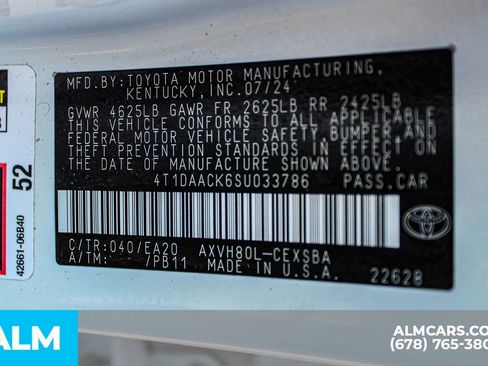 MFD.BY:TOYOTA MOTOR MANUFACTURING,
KENTUCKY, INC.07/24
GVWR 4625LB GAWR FR 2625LB RR 2425LB
THIS VEHICLE CONFORMS TO ALL APPLICABLE
FEDERAL MOTOR VEHICLE SAFETY,BUMPER,AND
THEFT PREVENTION STANDARDS IN EFFECT ON
THE DATE OF MANUFACTURE SHOWN ABOVE.
4T1DAACK6SU033786 PASS.CAR
C/TR:040/EA20 AXVH80L-CEXSBA
A/TM: /PB11 MADE IN U.S.A.
22628
TOYOTA
52
42661-06B40
ALM
ALMCARS.CO
(678) 765-380